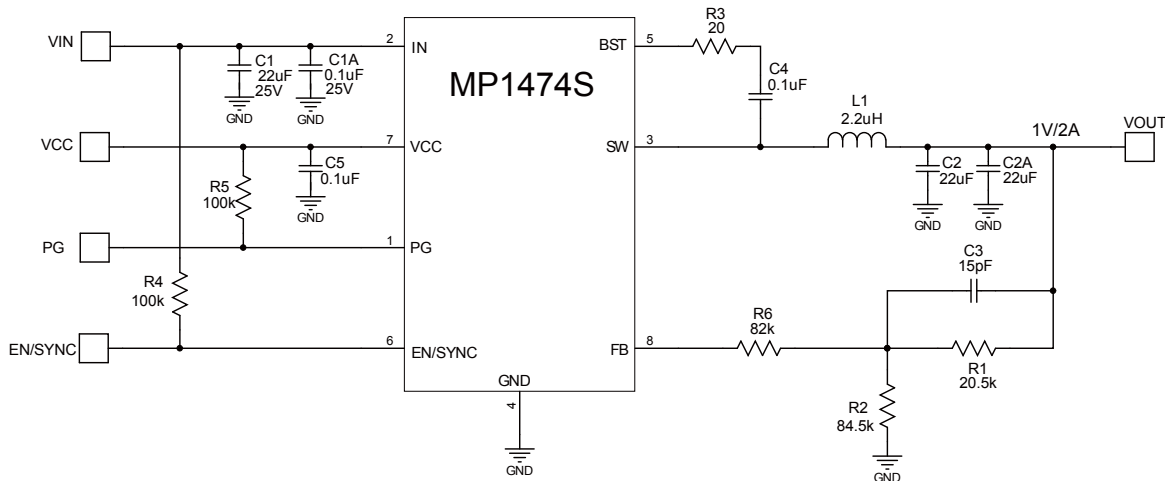 VIN
2
IN
C1
22uF
25V
GND
C1A
0.1uF
25V
GND
VCC
7
VCC
C5
0.1uF
GND
R5
100k
PG
1
PG
R4
100k
EN/SYNC
6
EN/SYNC
MP1474S
GND
4
GND
BST
5
R3
20
C4
0.1uF
SW
3
L1
2.2uH
1V/2A
VOUT
C2
22uF
GND
C2A
22uF
GND
C3
15pF
FB
8
R6
82k
R1
20.5k
R2
84.5k
GND